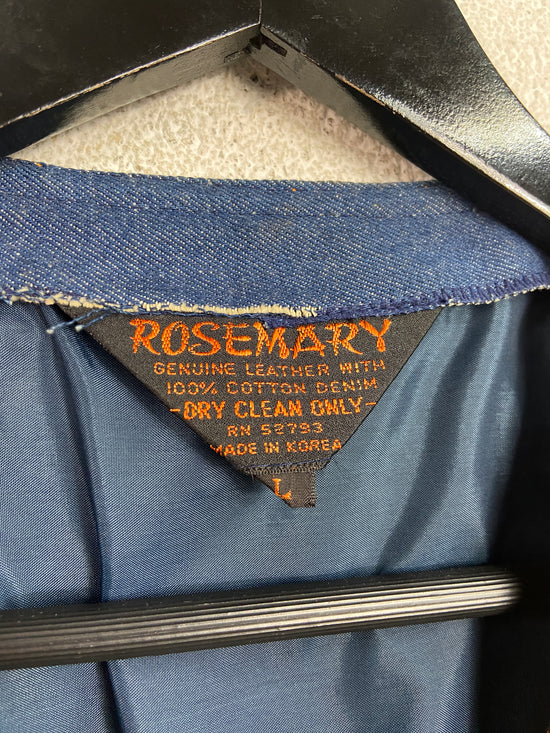 ROSEMARY
GENUINE LEATHER WITH
100% COTTON DENIM
-DRY CLEAN ONLY-
RN 52793
MADE IN KOREA
L